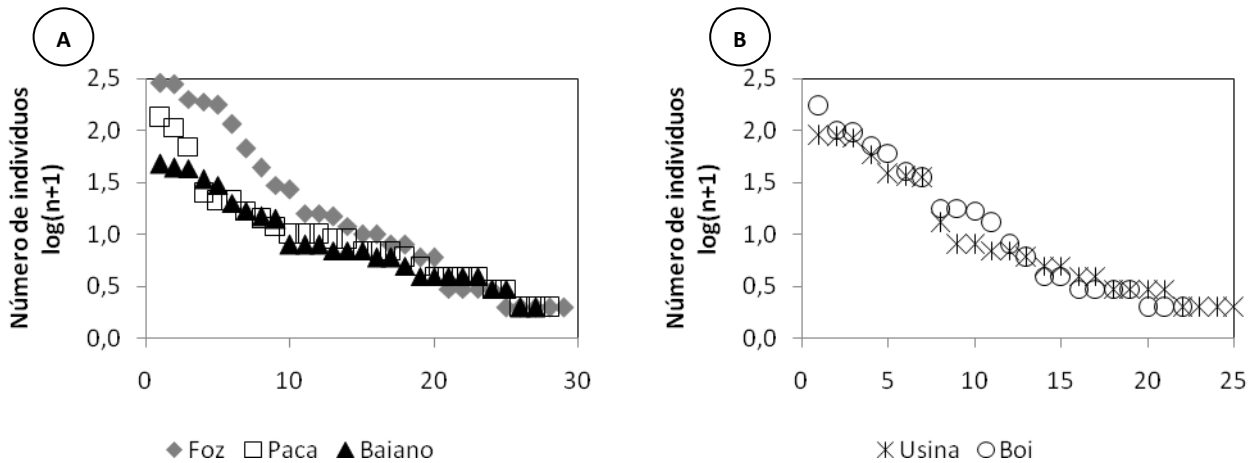 A
Número de indivíduos
log(n+1)
2,5
2,0
1,5
1,0
0,5
0,0
0 10 20 30
Foz Paca Baiano
B
Número de indivíduos
log(n+1)
2,5
2,0
1,5
1,0
0,5
0,0
0 5 10 15 20 25
Usina Boi